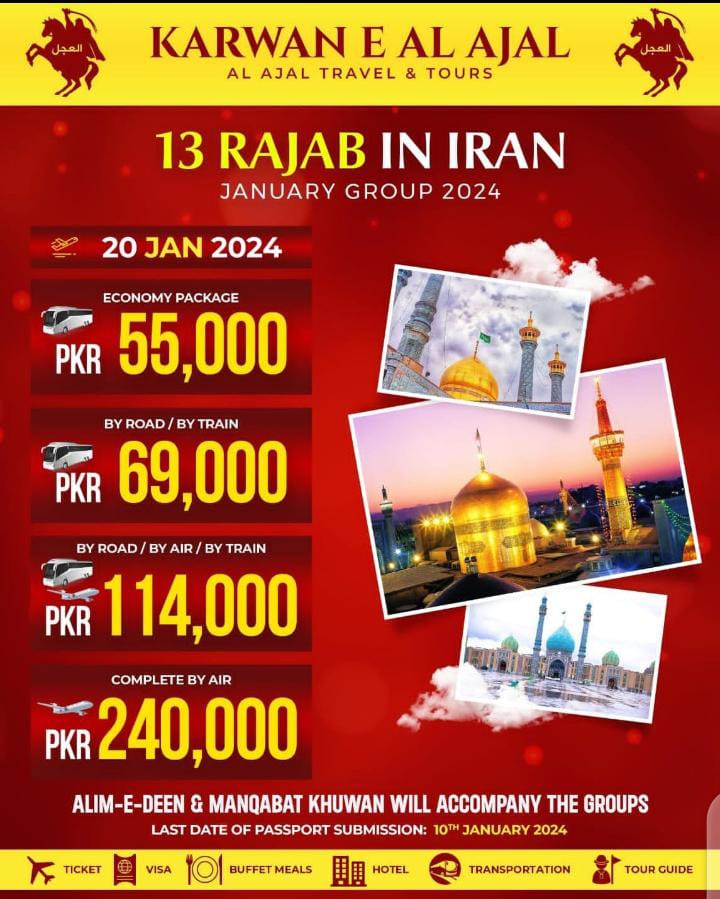 العجل
KARWAN E AL AJAL
AL AJAL TRAVEL & TOURS
العجل
13 RAJAB IN IRAN
JANUARY GROUP 2024
20 JAN 2024
ECONOMY PACKAGE
PKR 55,000
BY ROAD / BY TRAIN
PKR 69,000
BY ROAD / BY AIR / BY TRAIN
PKR 114,000
COMPLETE BY AIR
PKR 240,000
ALIM-E-DEEN & MANQABAT KHUWAN WILL ACCOMPANY THE GROUPS
LAST DATE OF PASSPORT SUBMISSION: 10TH JANUARY 2024
TICKET VISA BUFFET MEALS HOTEL TRANSPORTATION TOUR GUIDE